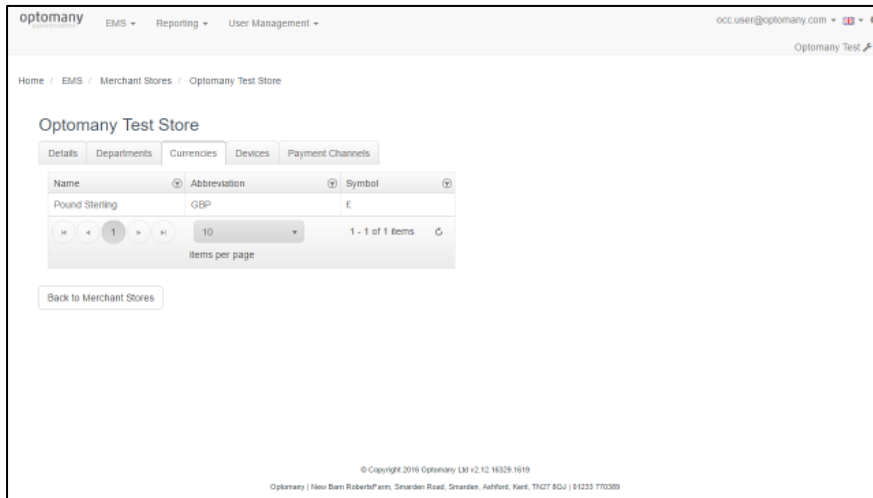 optomany
EMS Reporting User Management
occ.user@optomany.com
Optomany Test
Home / EMS / Merchant Stores / Optomany Test Store
Optomany Test Store
Details Departments Currencies Devices Payment Channels
Name Abbreviation Symbol
Pound Sterling GBP £
1 10 1 - 1 of 1 items
items per page
Back to Merchant Stores
© Copyright 2016 Optomany Ltd v2.12.16329.1619
Optomany | New Barn RobertsFarm, Smarden Road, Smarden, Ashford, Kent, TN27 8QJ | 01233 770389